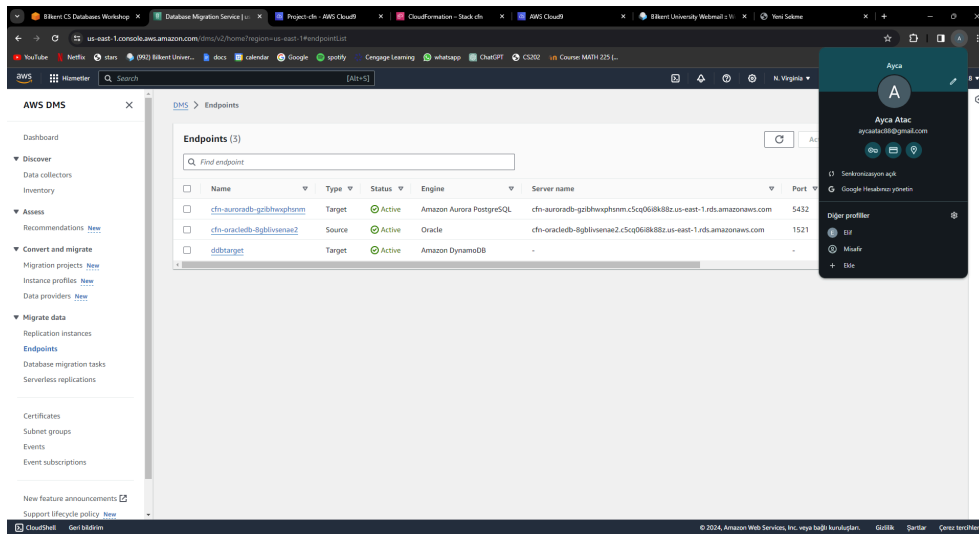 Bilkent CS Databases Workshop
Database Migration Service | us
Project-cfn - AWS Cloud9
CloudFormation – Stack cfn
AWS Cloud9
Bilkent University Webmail ::
Yeni Sekme
us-east-1.console.aws.amazon.com/dms/v2/home?region=us-east-1#endpointList
YouTube
Netflix
stars
(992) Bilkent Univer...
docs
calendar
Google
spotify
Cengage Learning
whatsapp
ChatGPT
CS202
Course: MATH 225 (...
aws
Hizmetler
Search
[Alt+S]
N. Virginia
AWS DMS
Dashboard
Discover
Data collectors
Inventory
Assess
Recommendations New
Convert and migrate
Migration projects New
Instance profiles New
Data providers New
Migrate data
Replication instances
Endpoints
Database migration tasks
Serverless replications
Certificates
Subnet groups
Events
Event subscriptions
New feature announcements
Support lifecycle policy New
DMS > Endpoints
Endpoints (3)
Ac
Find endpoint
Name Type Status Engine Server name Port
cfn-auroradb-gzibhwxphsnm Target Active Amazon Aurora PostgreSQL cfn-auroradb-gzibhwxphsnm.c5cq06i8k88z.us-east-1.rds.amazonaws.com 5432
cfn-oracledb-8gblivsenae2 Source Active Oracle cfn-oracledb-8gblivsenae2.c5cq06i8k88z.us-east-1.rds.amazonaws.com 1521
ddbtarget Target Active Amazon DynamoDB - -
Ayca
A
Ayca Atac
aycaatac88@gmail.com
Senkronizasyon açık
Google Hesabınızı yönetin
Diğer profiller
Elif
Misafir
Ekle
CloudShell
Geri bildirim
© 2024, Amazon Web Services, Inc. veya bağlı kuruluşları.
Gizlilik
Şartlar
Çerez tercihler